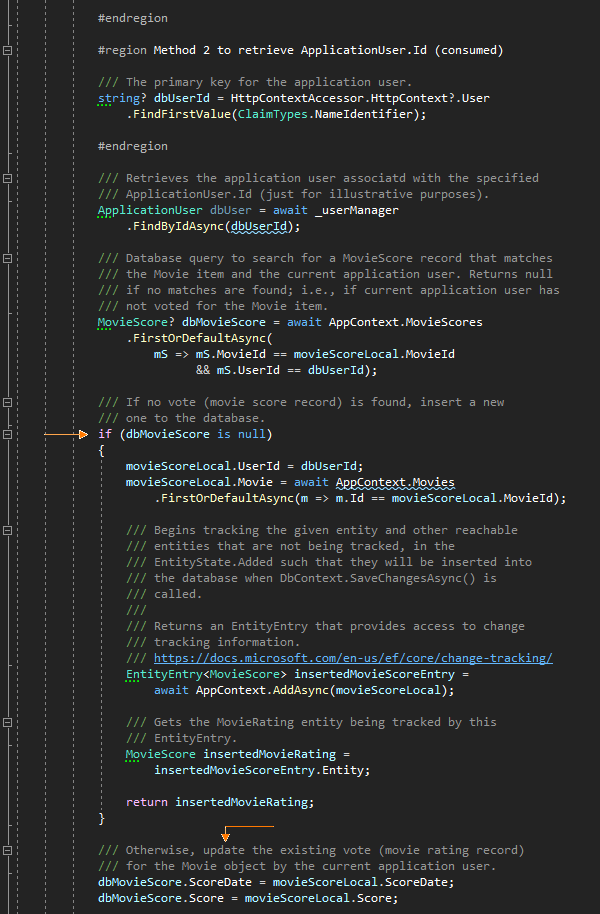 #endregion
#region Method 2 to retrieve ApplicationUser.Id (consumed)
/// The primary key for the application user.
string? dbUserId = HttpContextAccessor.HttpContext?.User
.FindFirstValue(ClaimTypes.NameIdentifier);
#endregion
/// Retrieves the application user associatd with the specified
/// ApplicationUser.Id (just for illustrative purposes).
ApplicationUser dbUser = await _userManager
.FindByIdAsync(dbUserId);
/// Database query to search for a MovieScore record that matches
/// the Movie item and the current application user. Returns null
/// if no matches are found; i.e., if current application user has
/// not voted for the Movie item.
MovieScore? dbMovieScore = await AppContext.MovieScores
.FirstOrDefaultAsync(
mS => mS.MovieId == movieScoreLocal.MovieId
&& mS.UserId == dbUserId);
/// If no vote (movie score record) is found, insert a new
/// one to the database.
if (dbMovieScore is null)
{
movieScoreLocal.UserId = dbUserId;
movieScoreLocal.Movie = await AppContext.Movies
.FirstOrDefaultAsync(m => m.Id == movieScoreLocal.MovieId);
/// Begins tracking the given entity and other reachable
/// entities that are not being tracked, in the
/// EntityState.Added such that they will be inserted into
/// the database when DbContext.SaveChangesAsync() is
/// called.
///
/// Returns an EntityEntry that provides access to change
/// tracking information.
/// https://docs.microsoft.com/en-us/ef/core/change-tracking/
EntityEntry<MovieScore> insertedMovieScoreEntry =
await AppContext.AddAsync(movieScoreLocal);
/// Gets the MovieRating entity being tracked by this
/// EntityEntry.
MovieScore insertedMovieRating =
insertedMovieScoreEntry.Entity;
return insertedMovieRating;
}
/// Otherwise, update the existing vote (movie rating record)
/// for the Movie object by the current application user.
dbMovieScore.ScoreDate = movieScoreLocal.ScoreDate;
dbMovieScore.Score = movieScoreLocal.Score;